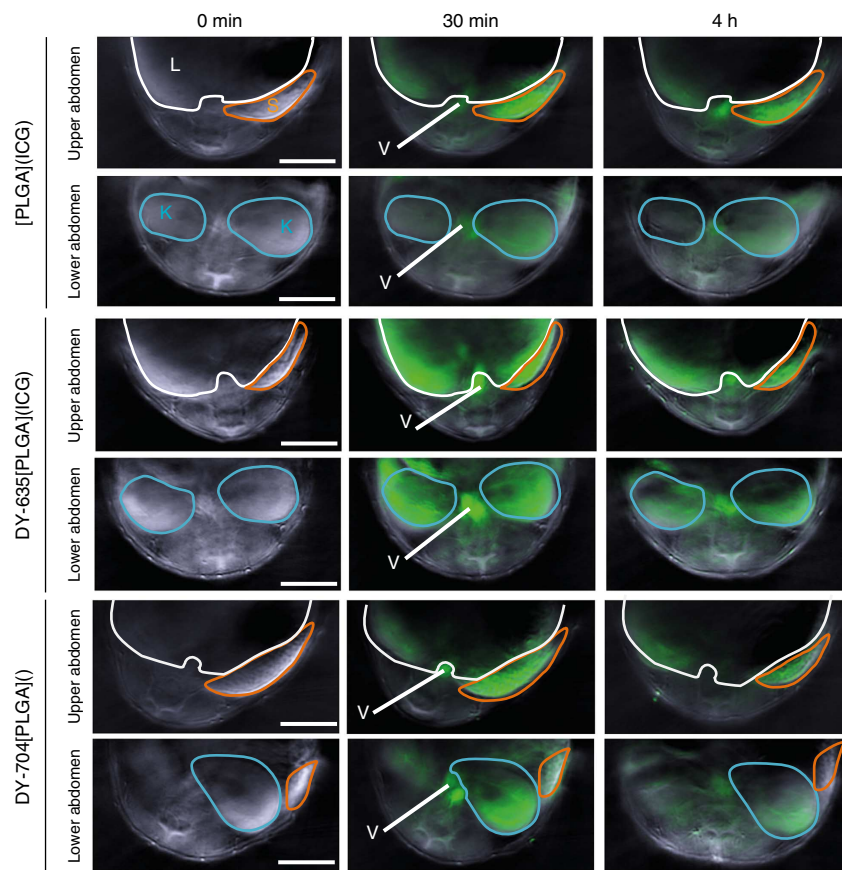 0 min 30 min 4 h
[PLGA](ICG)
Upper abdomen
L
S
V
Lower abdomen
K K
V
DY-635[PLGA](ICG)
Upper abdomen
V
Lower abdomen
V
DY-704[PLGA]()
Upper abdomen
V
Lower abdomen
V